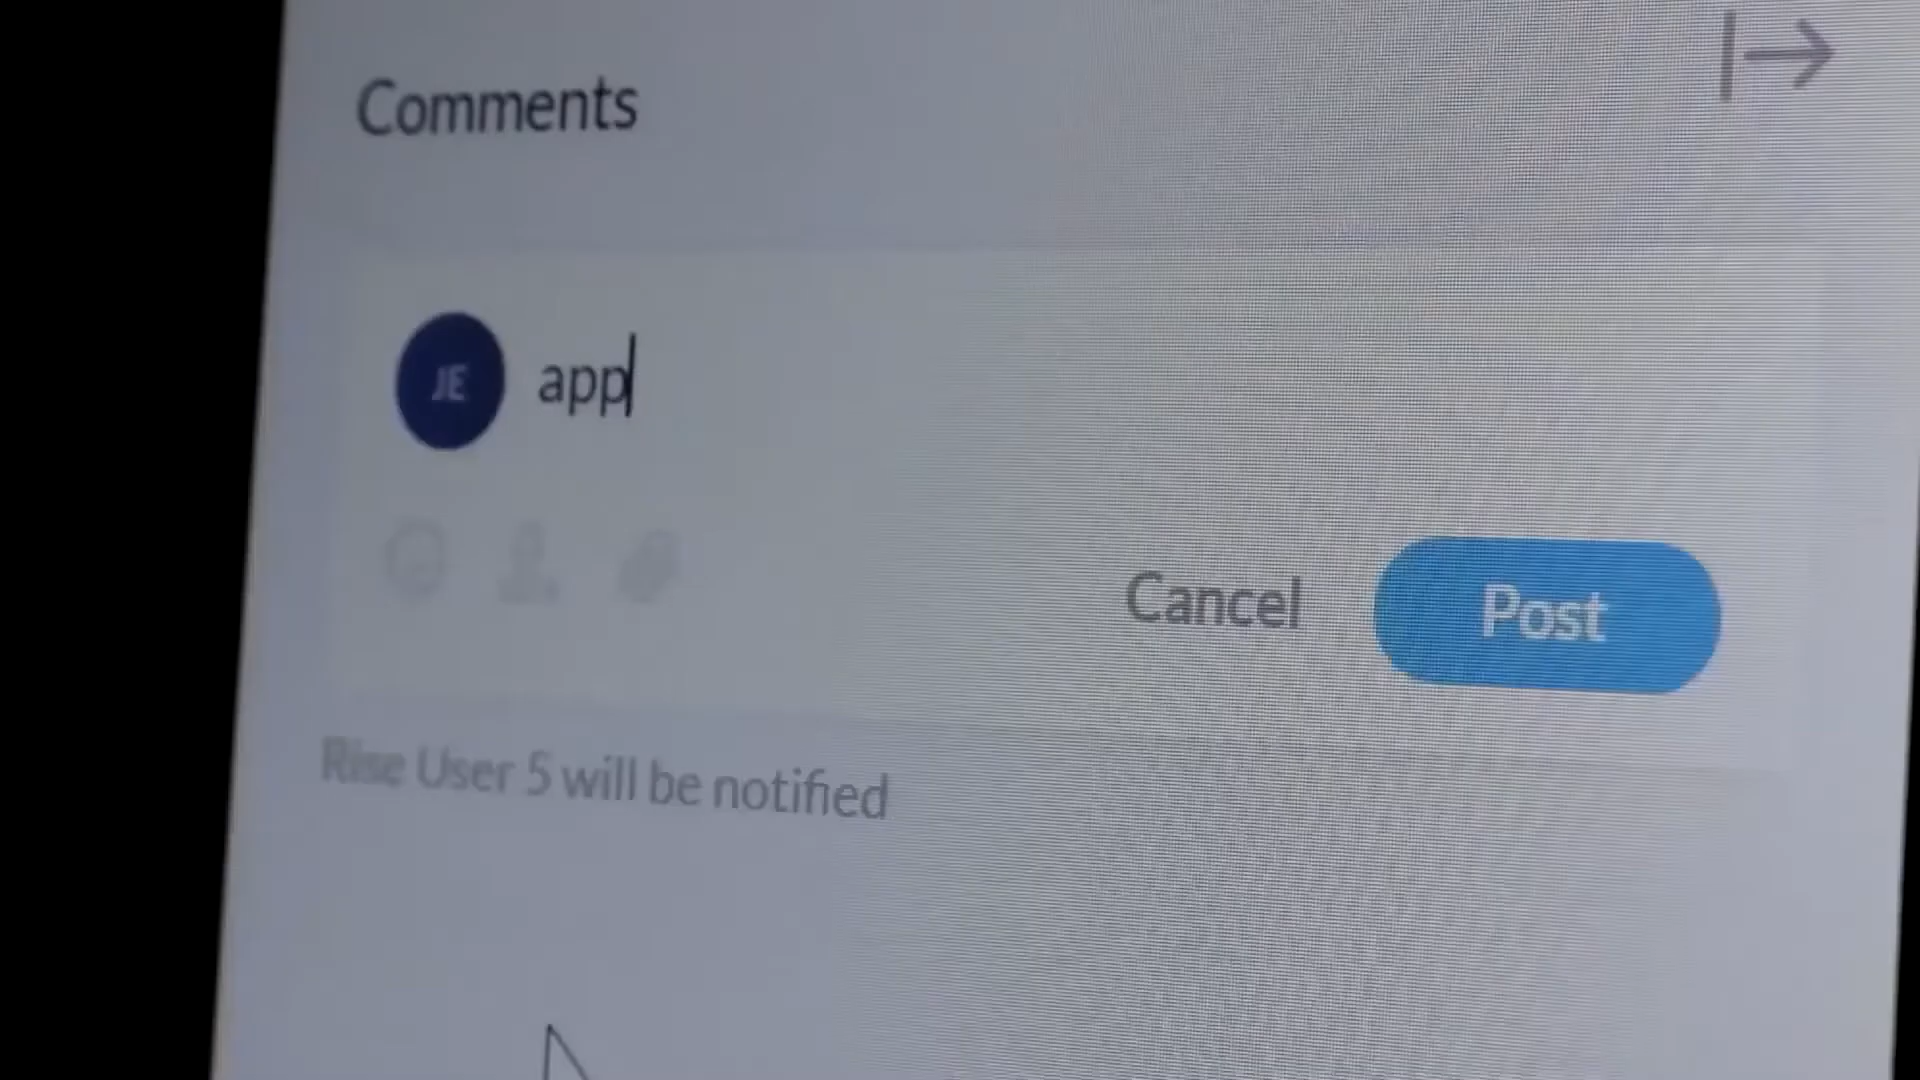 Comments
JE
app
Cancel
Post
Rise User 5 will be notified